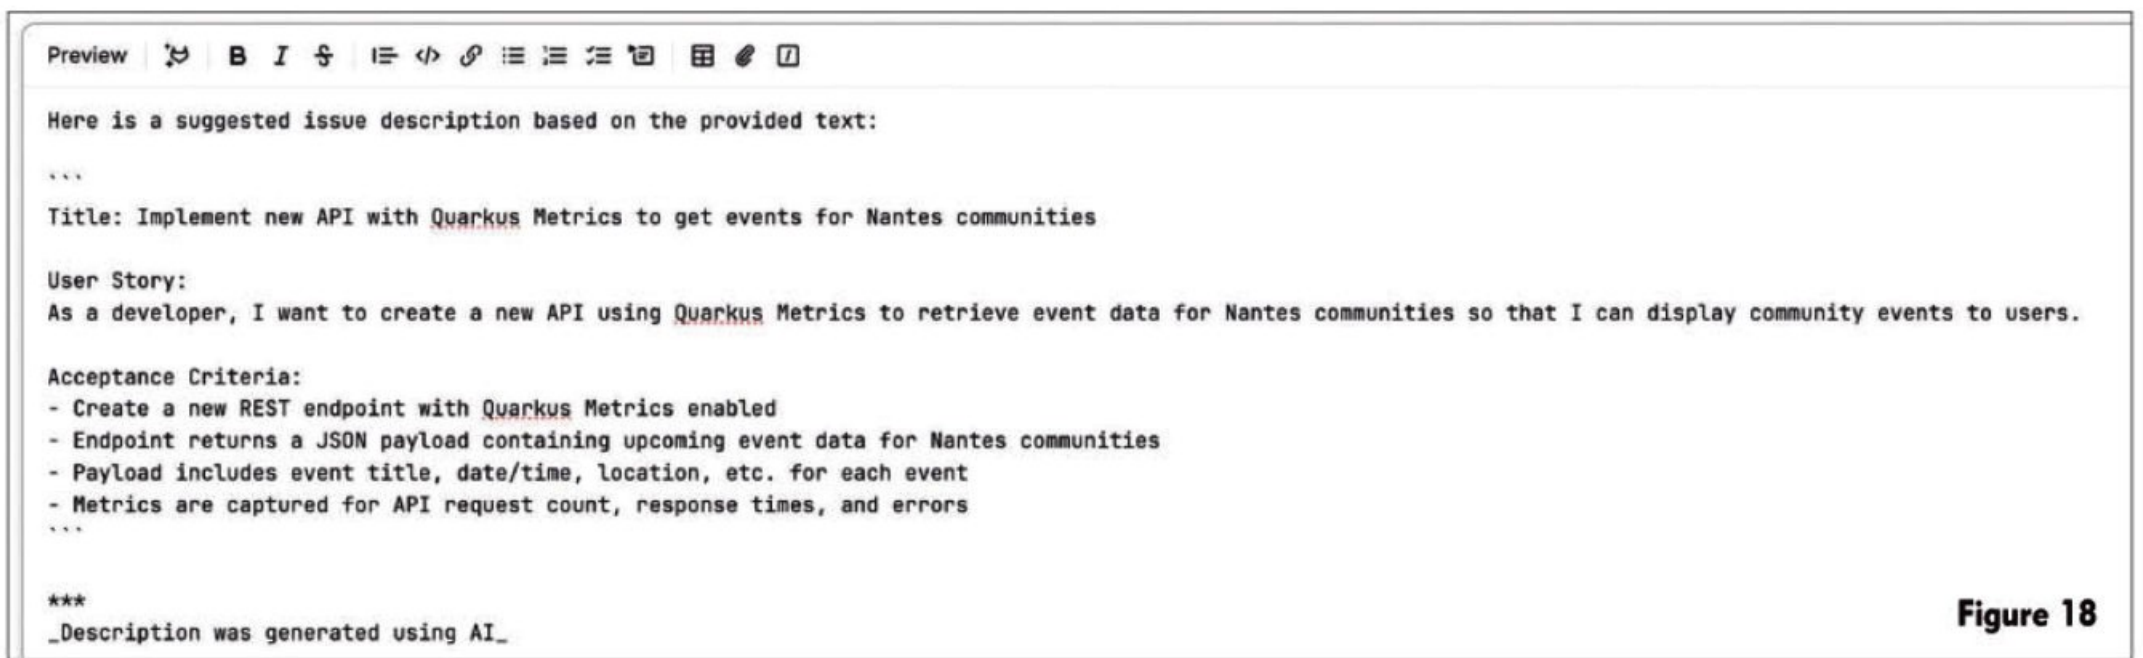 Preview B I S
Here is a suggested issue description based on the provided text:
```
Title: Implement new API with Quarkus Metrics to get events for Nantes communities
User Story:
As a developer, I want to create a new API using Quarkus Metrics to retrieve event data for Nantes communities so that I can display community events to users.
Acceptance Criteria:
- Create a new REST endpoint with Quarkus Metrics enabled
- Endpoint returns a JSON payload containing upcoming event data for Nantes communities
- Payload includes event title, date/time, location, etc. for each event
- Metrics are captured for API request count, response times, and errors
```
***
_Description was generated using AI_
Figure 18